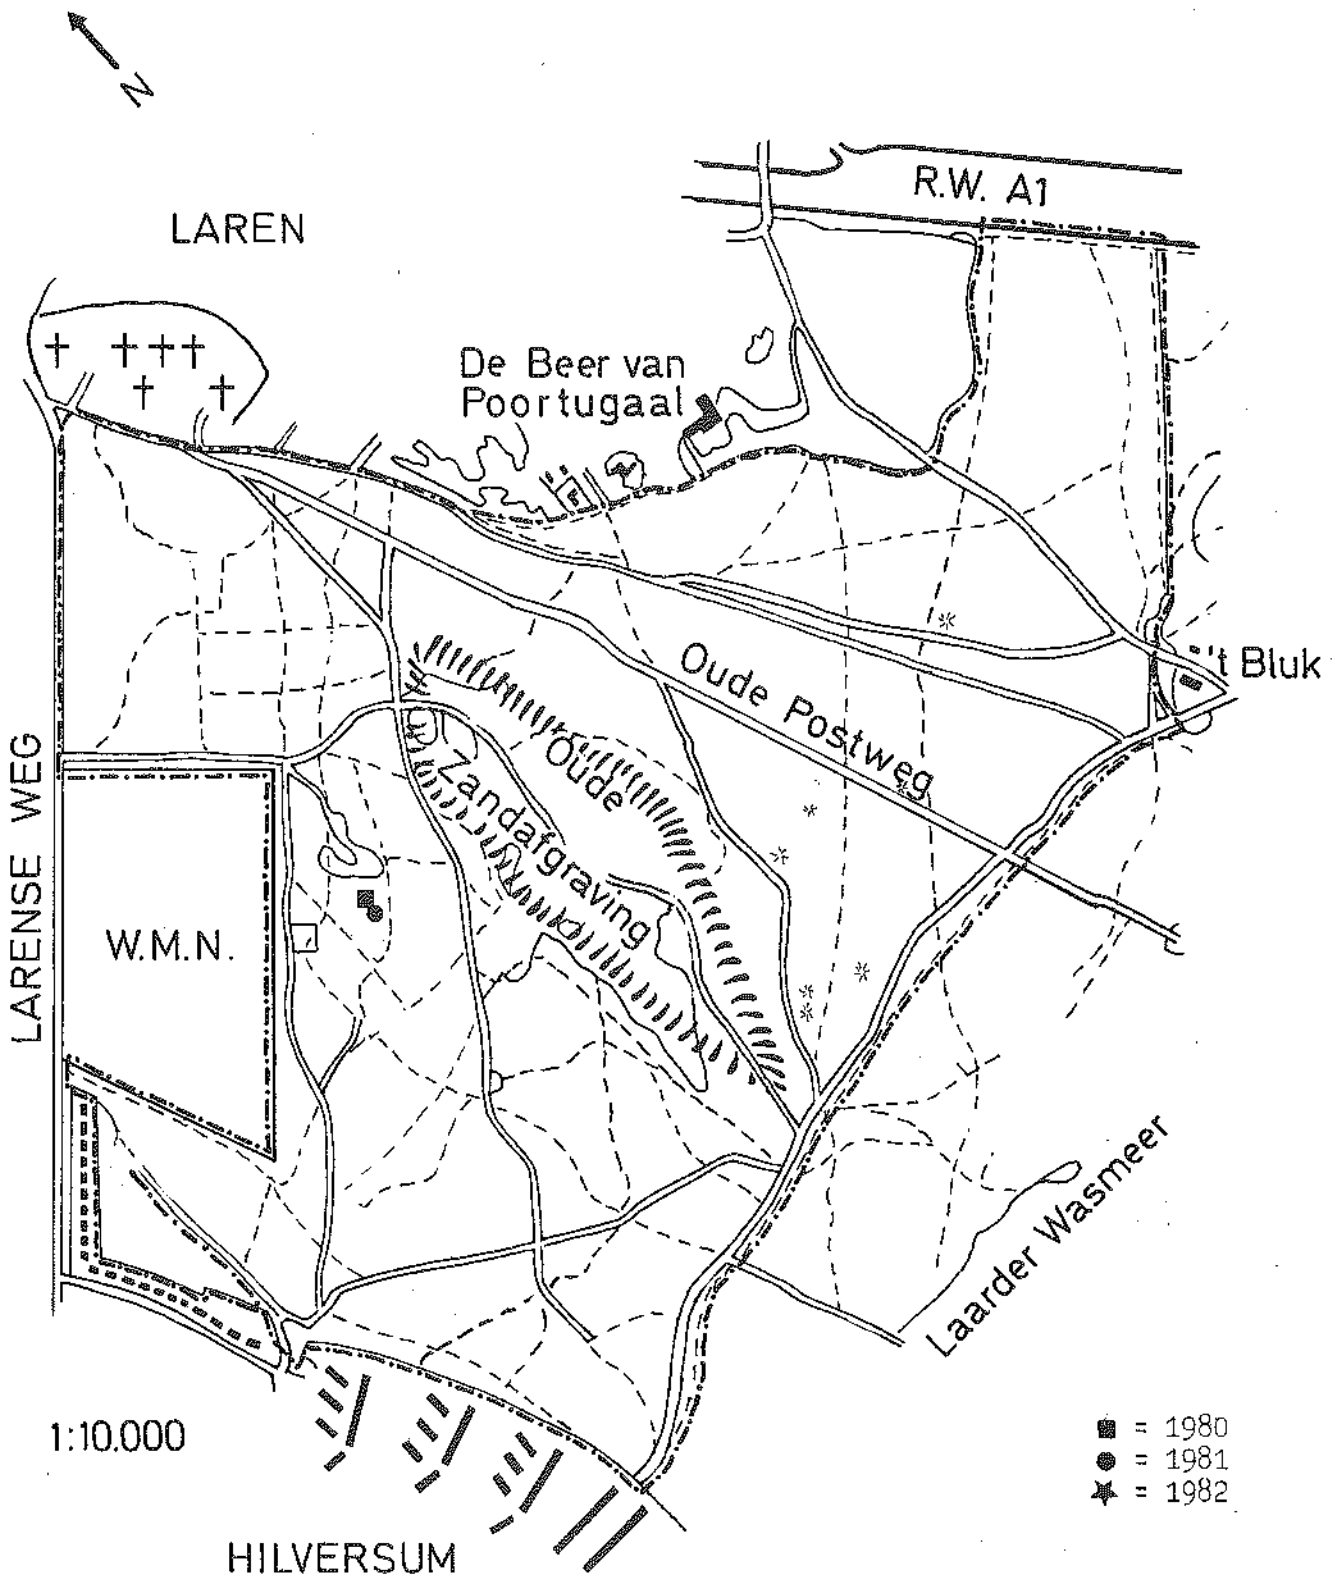 N
R.W. A1
LAREN
De Beer van
Poortugaal
't Bluk
Oude Postweg
Oude
Zandafgraving
LARENSE WEG
W.M.N.
Laarder Wasmeer
1:10.000
■ = 1980
● = 1981
★ = 1982
HILVERSUM